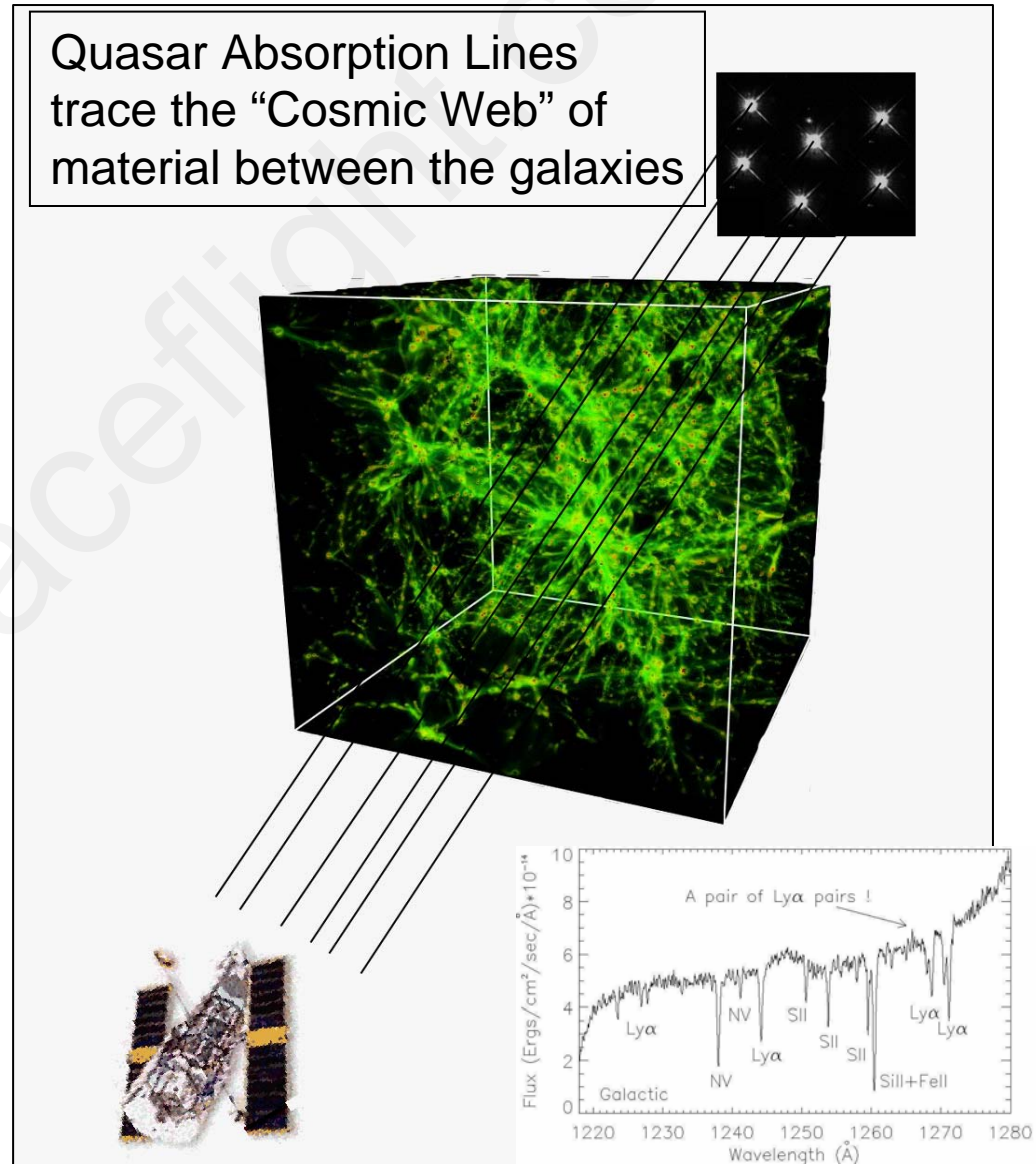 Quasar Absorption Lines
trace the “Cosmic Web” of
material between the galaxies
Flux (Ergs/cm²/sec/Å)*10⁻¹⁴
10
8
6
4
2
0
A pair of Lyα pairs !
Lyα
NV
NV
Lyα
SII
SII
SII
SiII+FeII
Lyα
Lyα
Galactic
1220 1230 1240 1250 1260 1270 1280
Wavelength (Å)
aceflight c